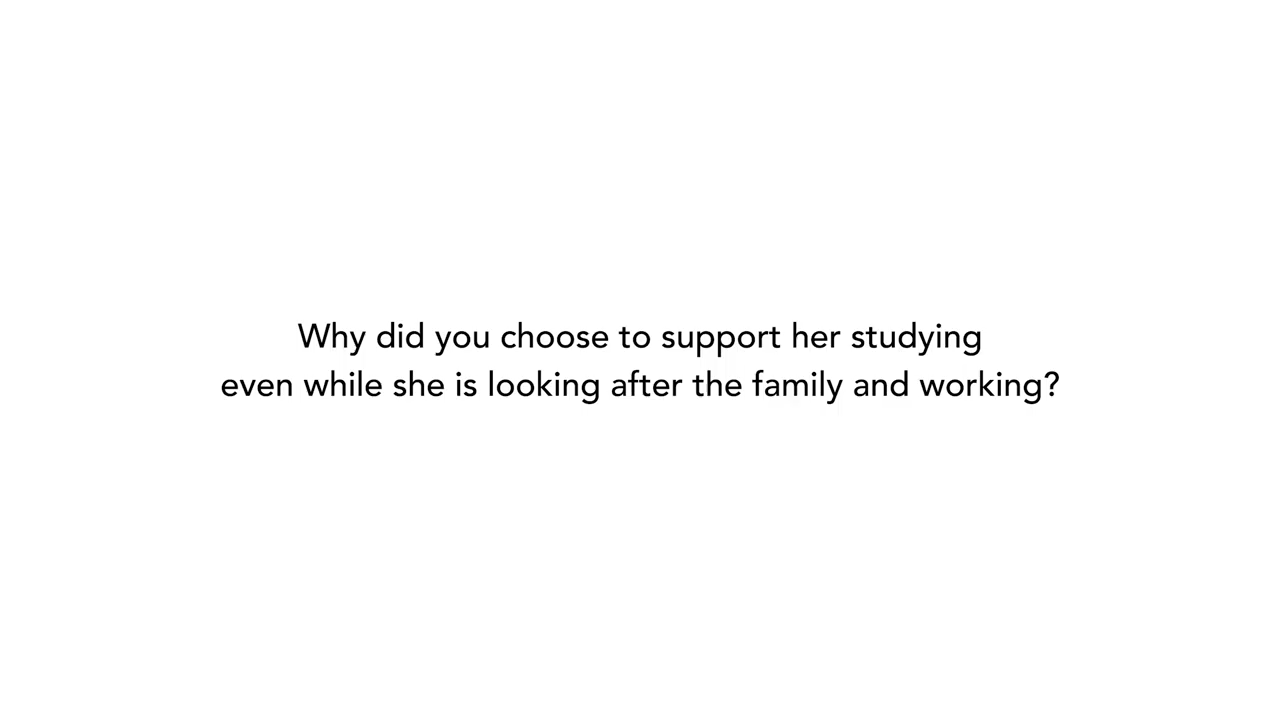 Why did you choose to support her studying
even while she is looking after the family and working?